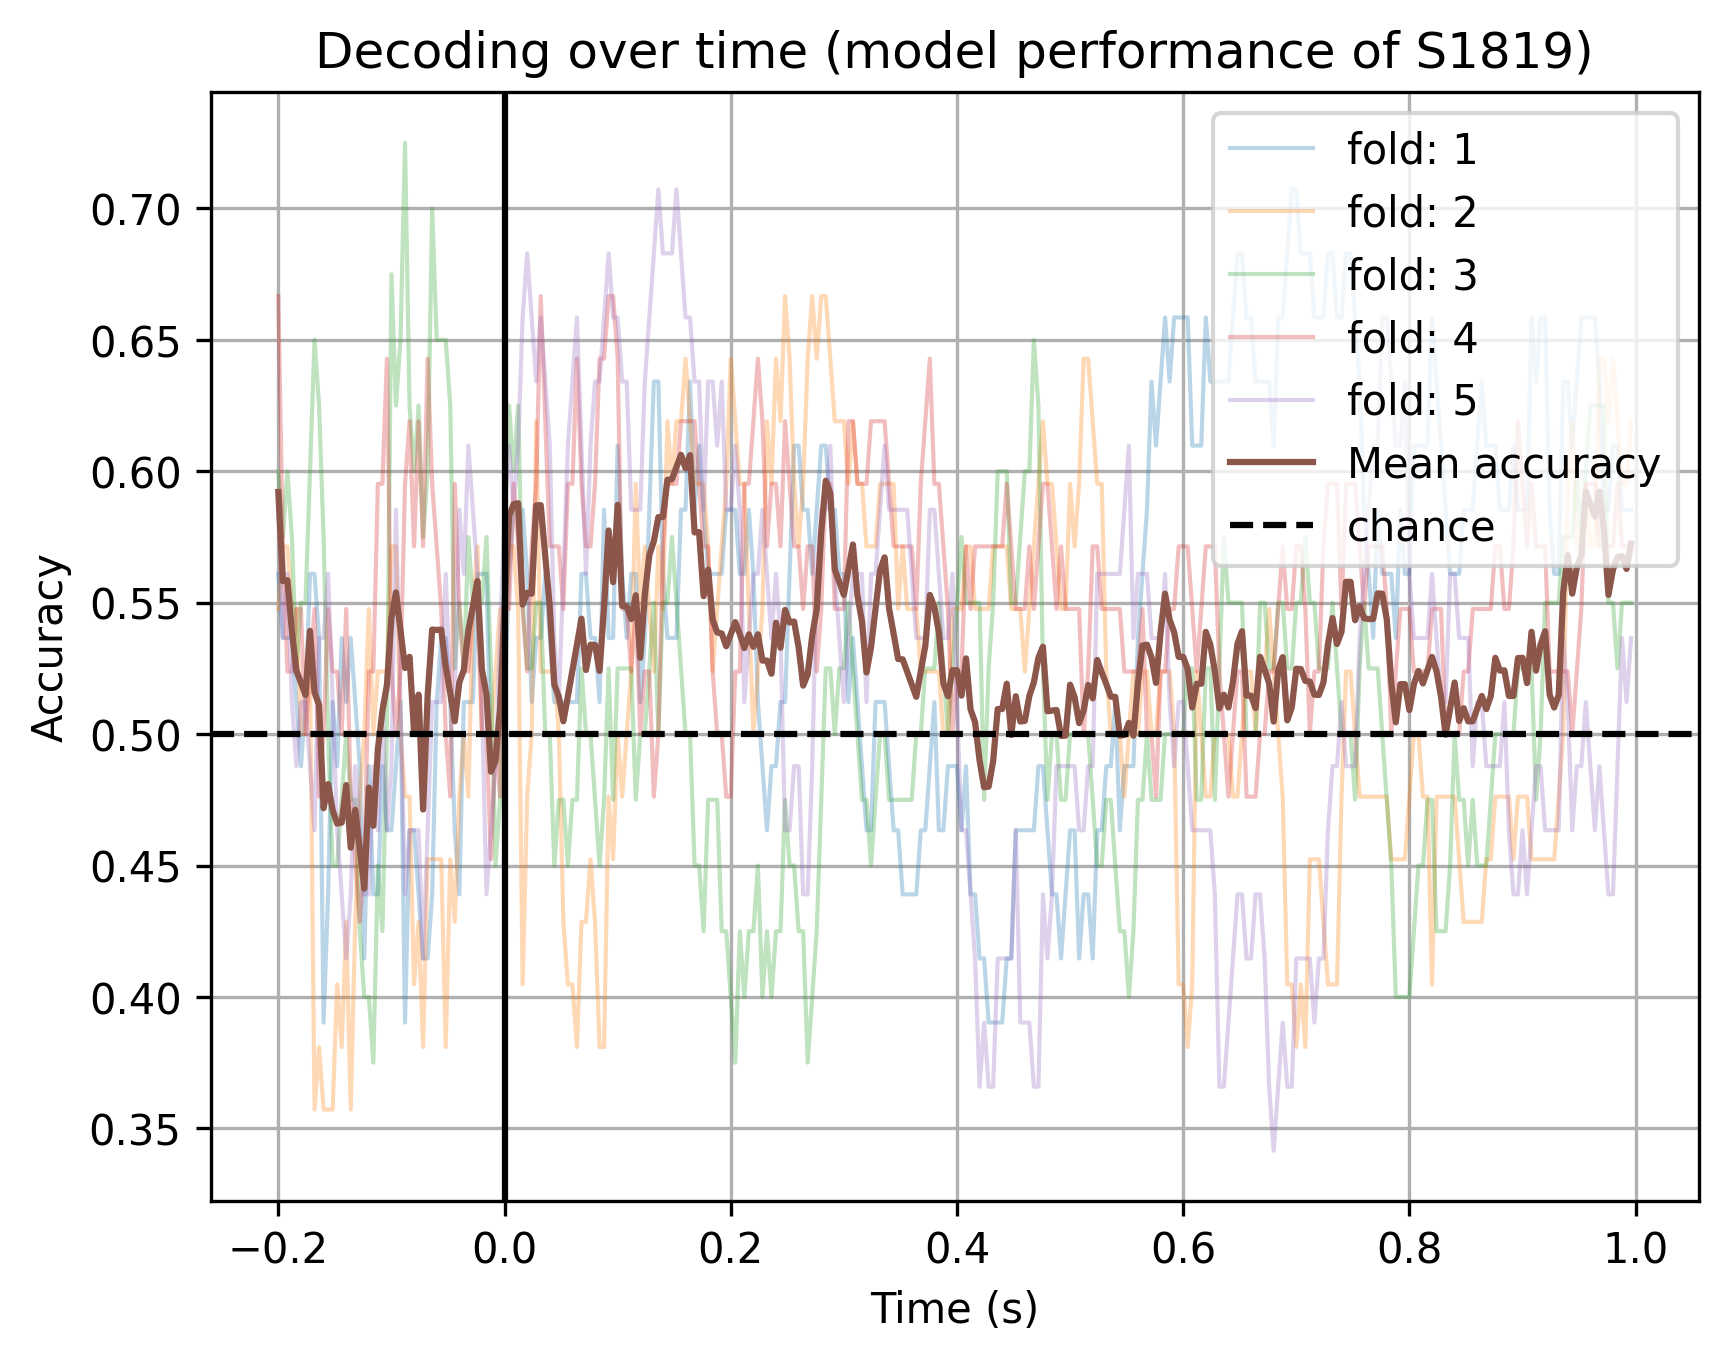 Decoding over time (model performance of S1819)
fold: 1
fold: 2
fold: 3
fold: 4
fold: 5
Mean accuracy
chance
Accuracy
0.70
0.65
0.60
0.55
0.50
0.45
0.40
0.35
−0.2 0.0 0.2 0.4 0.6 0.8 1.0
Time (s)